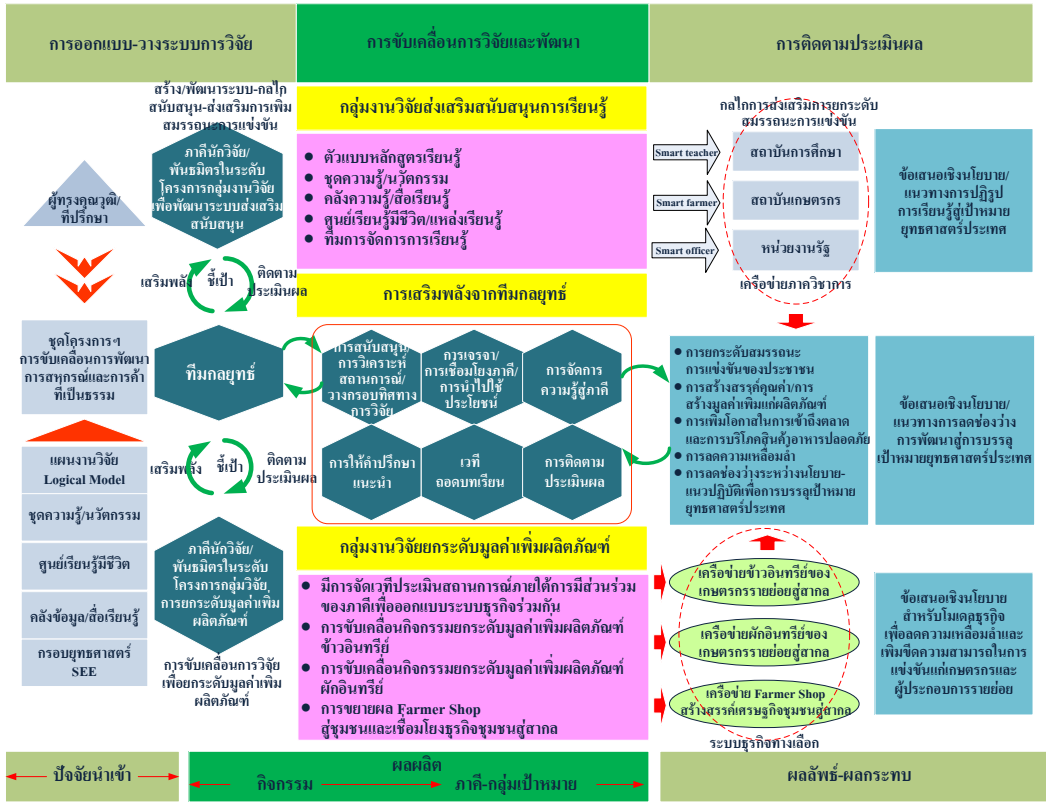 การออกแบบ-วางระบบการวิจัย
การขับเคลื่อนการวิจัยและพัฒนา
การติดตามประเมินผล
สร้าง/พัฒนาระบบ-กลไก
สนับสนุน-ส่งเสริมการเพิ่ม
สมรรถนะการแข่งขัน
ภาคีนักวิจัย/
พันธมิตรในระดับ
โครงการกลุ่มงานวิจัย
เพื่อพัฒนาระบบส่งเสริม
สนับสนุน
ผู้ทรงคุณวุฒิ/
ที่ปรึกษา
เสริมพลัง
ชี้เป้า
ติดตาม
ประเมินผล
ชุดโครงการฯ
การขับเคลื่อนการพัฒนา
การสหกรณ์และการค้า
ที่เป็นธรรม
ทีมกลยุทธ์
แผนงานวิจัย
Logical Model
ชุดความรู้/นวัตกรรม
ศูนย์เรียนรู้มีชีวิต
คลังข้อมูล/สื่อเรียนรู้
กรอบยุทธศาสตร์
SEE
เสริมพลัง
ชี้เป้า
ติดตาม
ประเมินผล
ภาคีนักวิจัย/
พันธมิตรในระดับ
โครงการกลุ่มวิจัย
การยกระดับมูลค่าเพิ่ม
ผลิตภัณฑ์
การขับเคลื่อนการวิจัย
เพื่อยกระดับมูลค่าเพิ่ม
ผลิตภัณฑ์
กลุ่มงานวิจัยส่งเสริมสนับสนุนการเรียนรู้
● ตัวแบบหลักสูตรเรียนรู้
● ชุดความรู้/นวัตกรรม
● คลังความรู้/สื่อเรียนรู้
● ศูนย์เรียนรู้มีชีวิต/แหล่งเรียนรู้
● ทีมการจัดการการเรียนรู้
การเสริมพลังจากทีมกลยุทธ์
การสนับสนุน/
การวิเคราะห์
สถานการณ์/
วางกรอบทิศทาง
การวิจัย
การเจรจา/
การเชื่อมโยงภาคี/
การนำไปใช้
ประโยชน์
การจัดการ
ความรู้สู่ภาคี
การให้คำปรึกษา
แนะนำ
เวที
ถอดบทเรียน
การติดตาม
ประเมินผล
กลุ่มงานวิจัยยกระดับมูลค่าเพิ่มผลิตภัณฑ์
● มีการจัดเวทีประเมินสถานการณ์ภายใต้การมีส่วนร่วม
ของภาคีเพื่อออกแบบระบบธุรกิจร่วมกัน
● การขับเคลื่อนกิจกรรมยกระดับมูลค่าเพิ่มผลิตภัณฑ์
ข้าวอินทรีย์
● การขับเคลื่อนกิจกรรมยกระดับมูลค่าเพิ่มผลิตภัณฑ์
ผักอินทรีย์
● การขยายผล Farmer Shop
สู่ชุมชนและเชื่อมโยงธุรกิจชุมชนสู่สากล
กลไกการส่งเสริมการยกระดับ
สมรรถนะการแข่งขัน
Smart teacher
สถาบันการศึกษา
Smart farmer
สถาบันเกษตรกร
Smart officer
หน่วยงานรัฐ
เครือข่ายภาควิชาการ
ข้อเสนอเชิงนโยบาย/
แนวทางการปฏิรูป
การเรียนรู้สู่เป้าหมาย
ยุทธศาสตร์ประเทศ
● การยกระดับสมรรถนะ
การแข่งขันของประชาชน
● การสร้างสรรค์คุณค่า/การ
สร้างมูลค่าเพิ่มแก่ผลิตภัณฑ์
● การเพิ่มโอกาสในการเข้าถึงตลาด
และการบริโภคสินค้าอาหารปลอดภัย
● การลดความเหลื่อมล้ำ
● การลดช่องว่างระหว่างนโยบาย-
แนวปฏิบัติเพื่อการบรรลุเป้าหมาย
ยุทธศาสตร์ประเทศ
ข้อเสนอเชิงนโยบาย/
แนวทางการลดช่องว่าง
การพัฒนาสู่การบรรลุ
เป้าหมายยุทธศาสตร์ประเทศ
เครือข่ายข้าวอินทรีย์ของ
เกษตรกรรายย่อยสู่สากล
เครือข่ายผักอินทรีย์ของ
เกษตรกรรายย่อยสู่สากล
เครือข่าย Farmer Shop
สร้างสรรค์เศรษฐกิจชุมชนสู่สากล
ระบบธุรกิจทางเลือก
ข้อเสนอเชิงนโยบาย
สำหรับโมเดลธุรกิจ
เพื่อลดความเหลื่อมล้ำและ
เพิ่มขีดความสามารถในการ
แข่งขันแก่เกษตรกรและ
ผู้ประกอบการรายย่อย
ปัจจัยนำเข้า
ผลผลิต
กิจกรรม
ภาคี-กลุ่มเป้าหมาย
ผลลัพธ์-ผลกระทบ